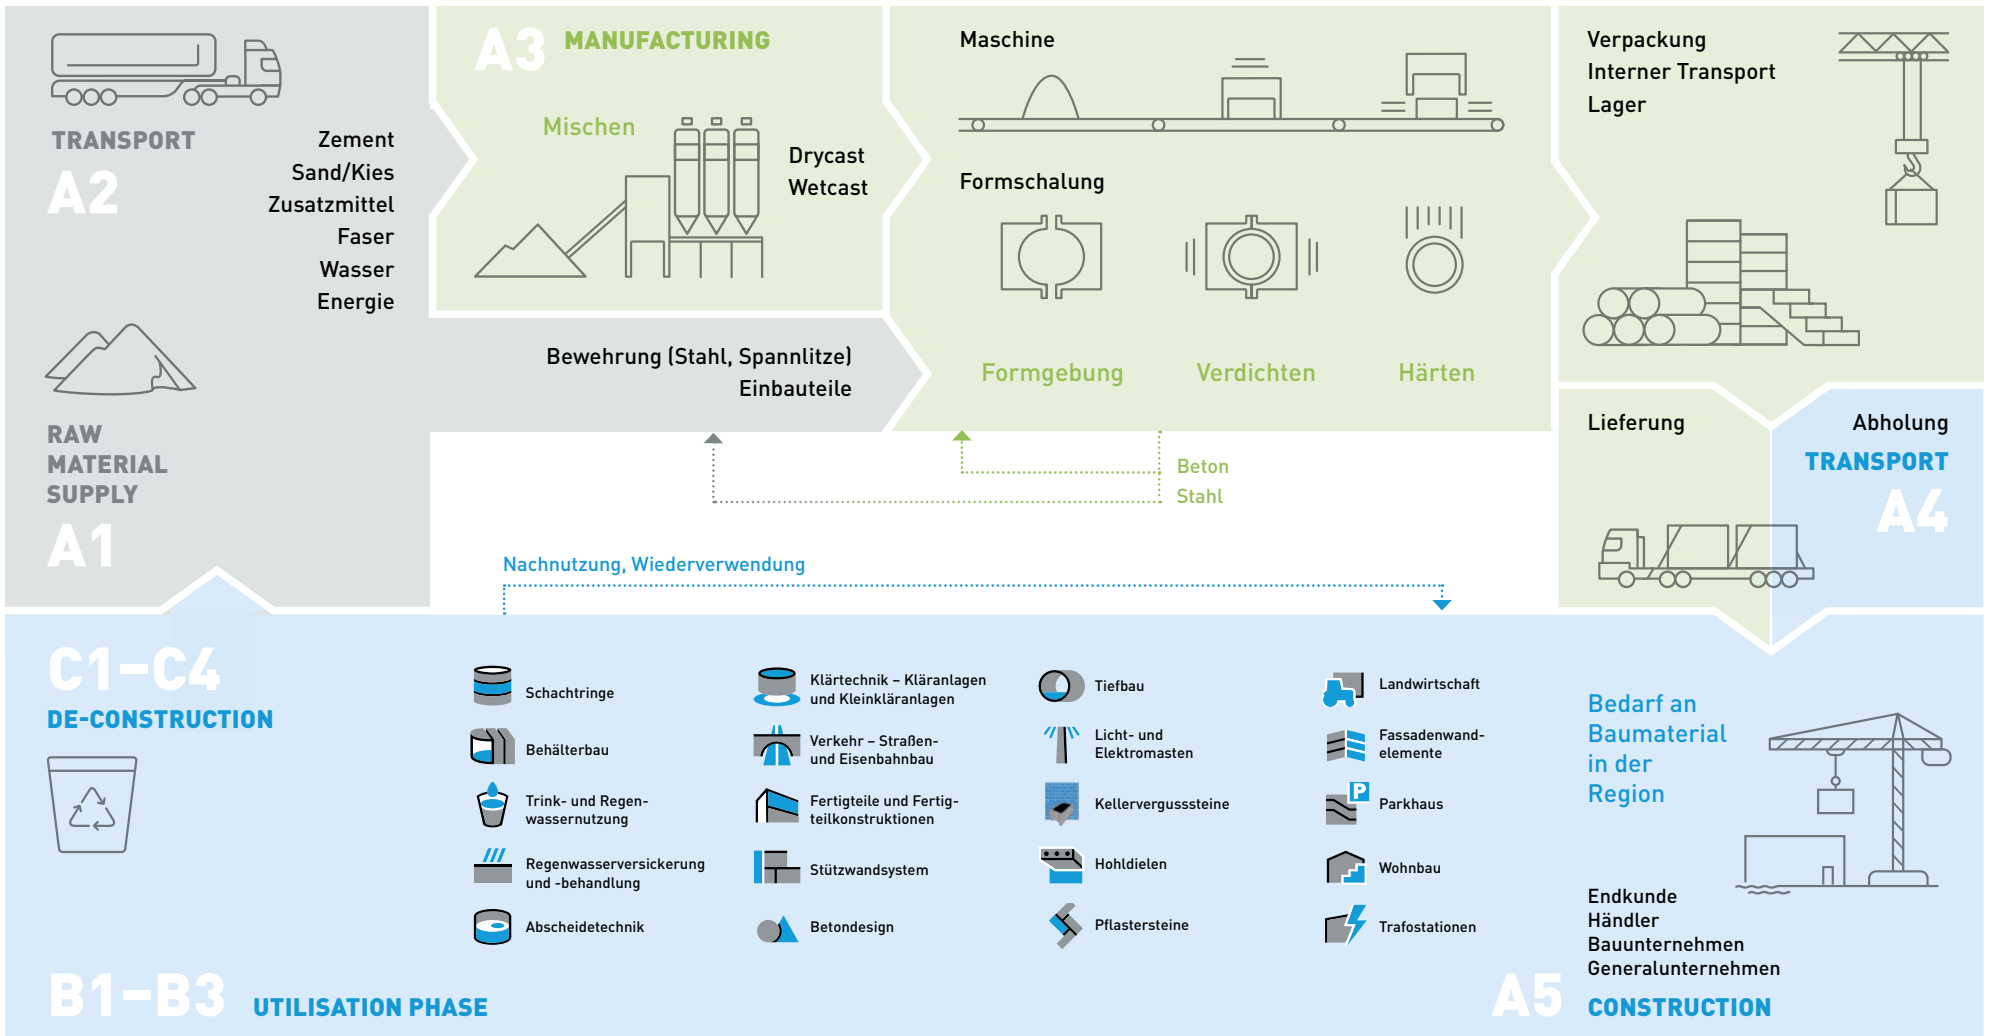 TRANSPORT
A2
Zement
Sand/Kies
Zusatzmittel
Faser
Wasser
Energie
RAW
MATERIAL
SUPPLY
A1
A3 MANUFACTURING
Mischen
Drycast
Wetcast
Bewehrung (Stahl, Spannlitze)
Einbauteile
Maschine
Formschalung
Formgebung
Verdichten
Härten
Beton
Stahl
Verpackung
Interner Transport
Lager
Lieferung
Abholung
TRANSPORT
A4
Nachnutzung, Wiederverwendung
C1–C4
DE-CONSTRUCTION
Schachtringe
Behälterbau
Trink- und Regen-
wassernutzung
Regenwasserversickerung
und -behandlung
Abscheidetechnik
Klärtechnik – Kläranlagen
und Kleinkläranlagen
Verkehr – Straßen-
und Eisenbahnbau
Fertigteile und Fertig-
teilkonstruktionen
Stützwandsystem
Betondesign
Tiefbau
Licht- und
Elektromasten
Kellervergusssteine
Hohldielen
Pflastersteine
Landwirtschaft
Fassadenwand-
elemente
P
Parkhaus
Wohnbau
Trafostationen
Bedarf an
Baumaterial
in der
Region
Endkunde
Händler
Bauunternehmen
Generalunternehmen
B1–B3 UTILISATION PHASE
A5 CONSTRUCTION